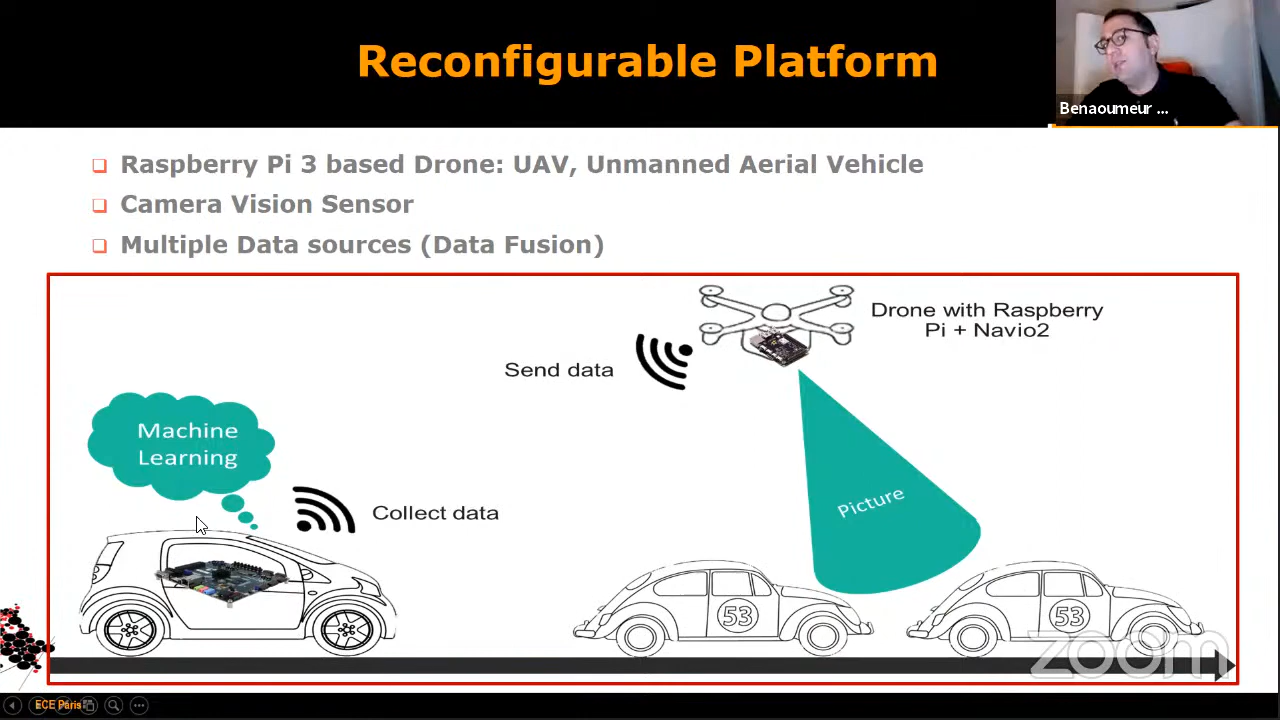 Reconfigurable Platform
Benaoumeur ...
Raspberry Pi 3 based Drone: UAV, Unmanned Aerial Vehicle
Camera Vision Sensor
Multiple Data sources (Data Fusion)
Drone with Raspberry
Pi + Navio2
Send data
Machine
Learning
Collect data
Picture
53
53
zoom
ECE Paris